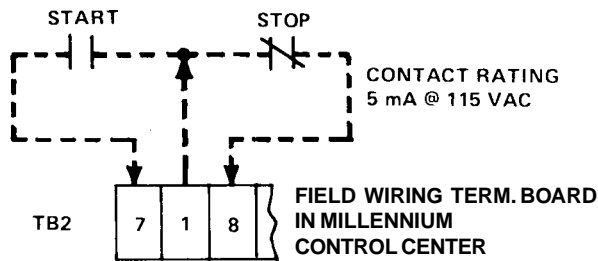 START
STOP
CONTACT RATING
5 mA @ 115 VAC
TB2
7
1
8
FIELD WIRING TERM. BOARD
IN MILLENNIUM
CONTROL CENTER